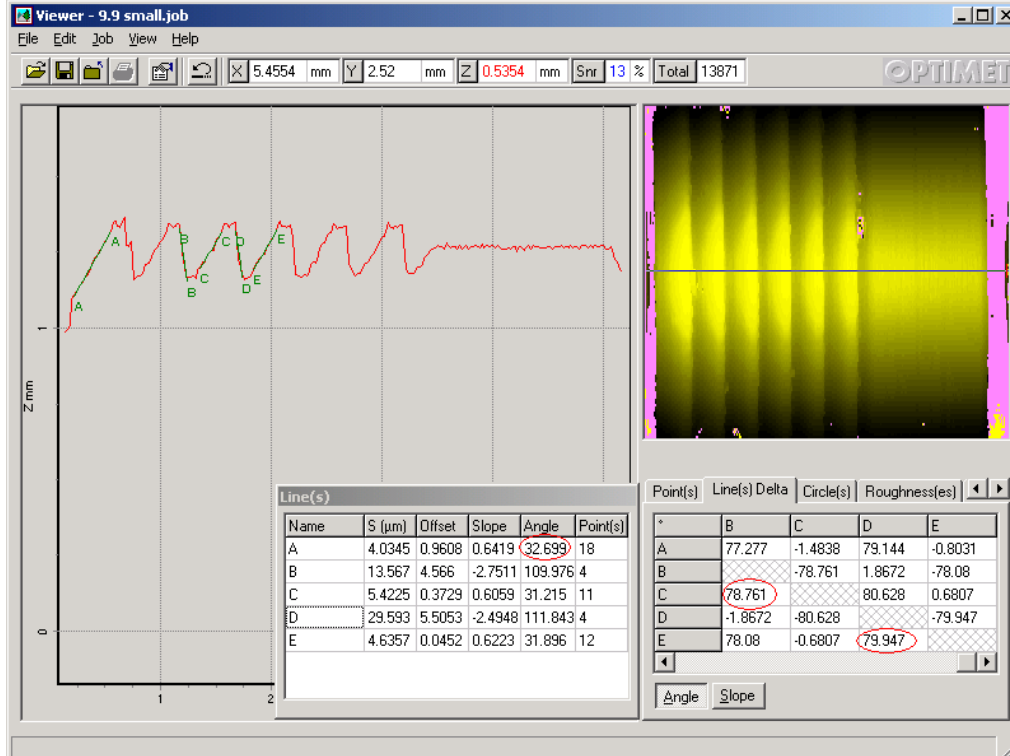 Viewer - 9.9 small.job
File Edit Job View Help
X 5.4554 mm Y 2.52 mm Z 0.5354 mm Snr 13 % Total 13871 OPTIMET
A B C D E
A B C D E
1
Z mm
0
1 2
Line(s)
Name S (µm) Offset Slope Angle Point(s)
A 4.0345 0.9608 0.6419 32.699 18
B 13.567 4.566 -2.7511 109.976 4
C 5.4225 0.3729 0.6059 31.215 11
D 29.593 5.5053 -2.4948 111.843 4
E 4.6357 0.0452 0.6223 31.896 12
Point(s) Line(s) Delta Circle(s) Roughness(es)
* B C D E
A 77.277 -1.4838 79.144 -0.8031
B -78.761 1.8672 -78.08
C 78.761 80.628 0.6807
D -1.8672 -80.628 -79.947
E 78.08 -0.6807 79.947
Angle Slope